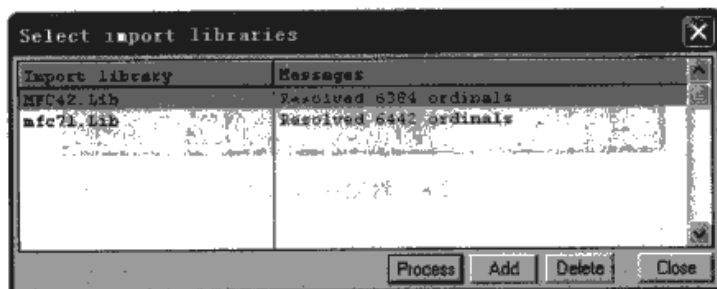 Select import libraries
Import library Messages
MFC42.Lib Resolved 6384 ordinals
mfc71.Lib Resolved 6442 ordinals
Process Add Delete Close